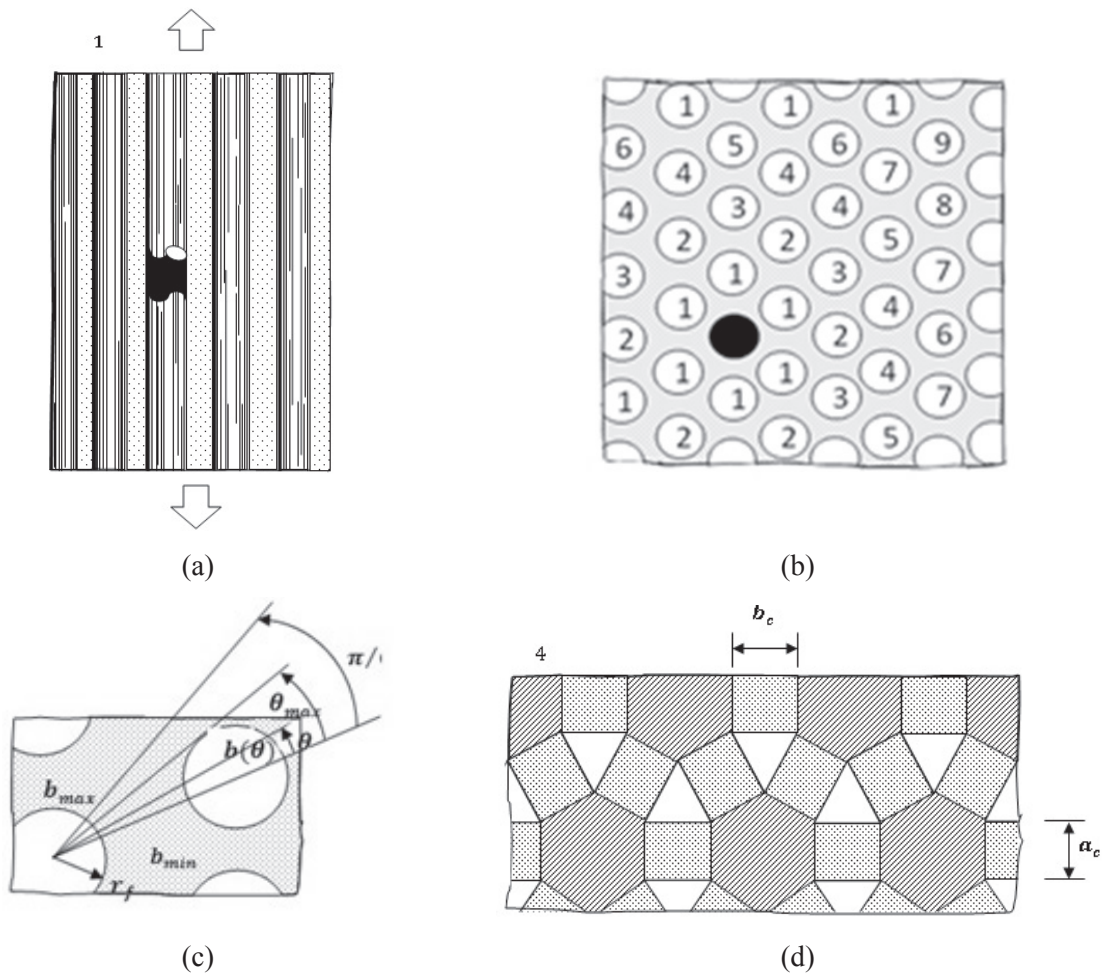 1
1 1 1
6 5 6 9
4 4 7
4 3 4 8
2 2 5
3 1 3 7
1 1 4
2 2 6
1 1 4
1 1 3 7
2 2 5
(a)
(b)
π/
θmax
θ
b(θ)
bmax
bmin
rf
bc
4
ac
(c)
(d)